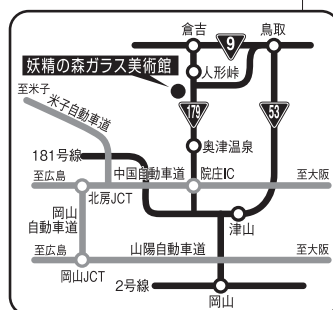 倉吉
鳥取
9
妖精の森ガラス美術館
人形峠
至米子
米子自動車道
179
53
奥津温泉
181号線
中国自動車道
院庄IC
至広島
至大阪
北房JCT
岡山
自動車道
津山
至広島
山陽自動車道
至大阪
岡山JCT
2号線
岡山